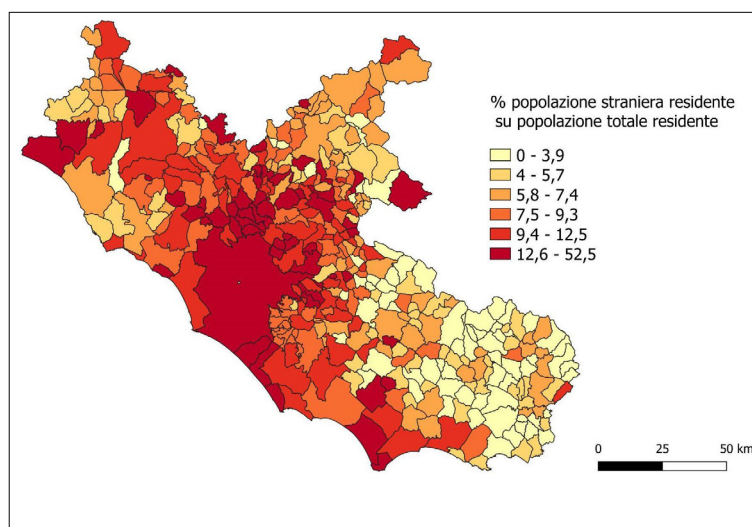 % popolazione straniera residente
su popolazione totale residente
0 - 3,9
4 - 5,7
5,8 - 7,4
7,5 - 9,3
9,4 - 12,5
12,6 - 52,5
0 25 50 km